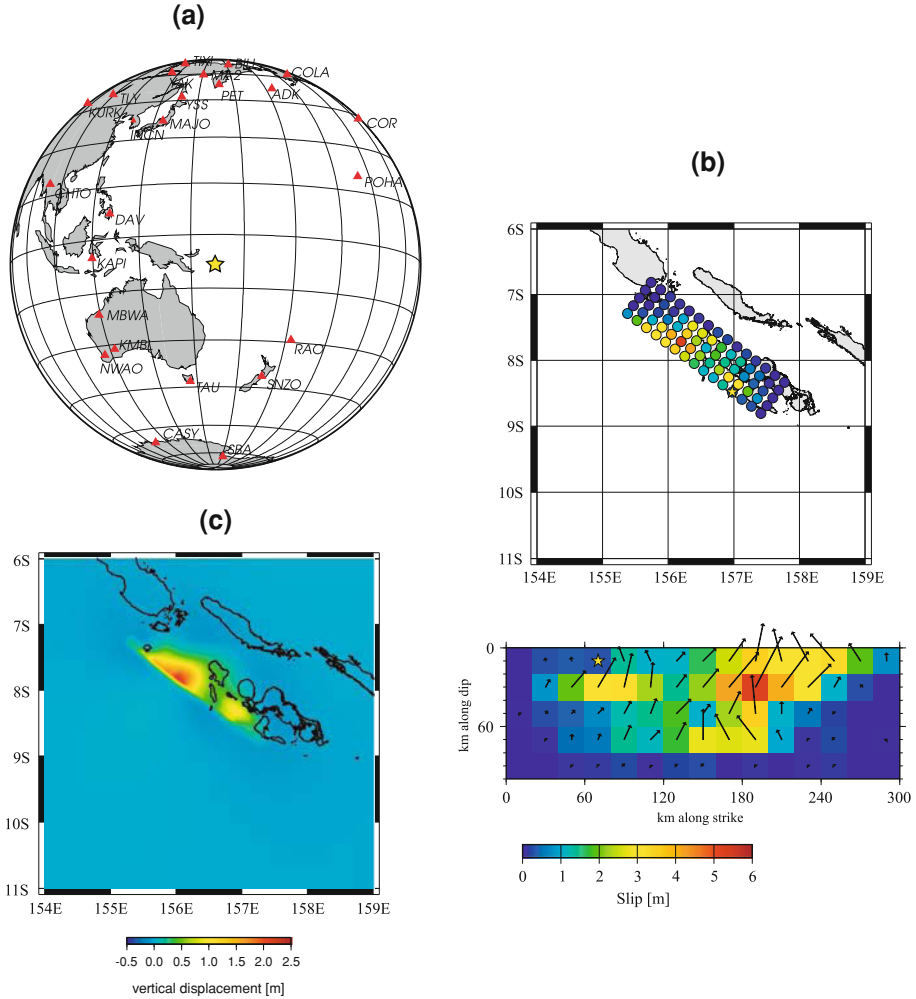 (a)
TIXI
BILL
COLA
YAK
MA2
TLY
PET
ADK
YSS
KURK
INCN
MAJO
COR
POHA
CHTO
DAV
KAPI
MBWA
KMBL
NWAO
RAO
TAU
SNZO
CASY
SBA
(b)
6S
7S
8S
9S
10S
11S
154E 155E 156E 157E 158E 159E
(c)
6S
7S
8S
9S
10S
11S
154E 155E 156E 157E 158E 159E
-0.5 0.0 0.5 1.0 1.5 2.0 2.5
vertical displacement [m]
0
60
km along dip
0 60 120 180 240 300
km along strike
0 1 2 3 4 5 6
Slip [m]